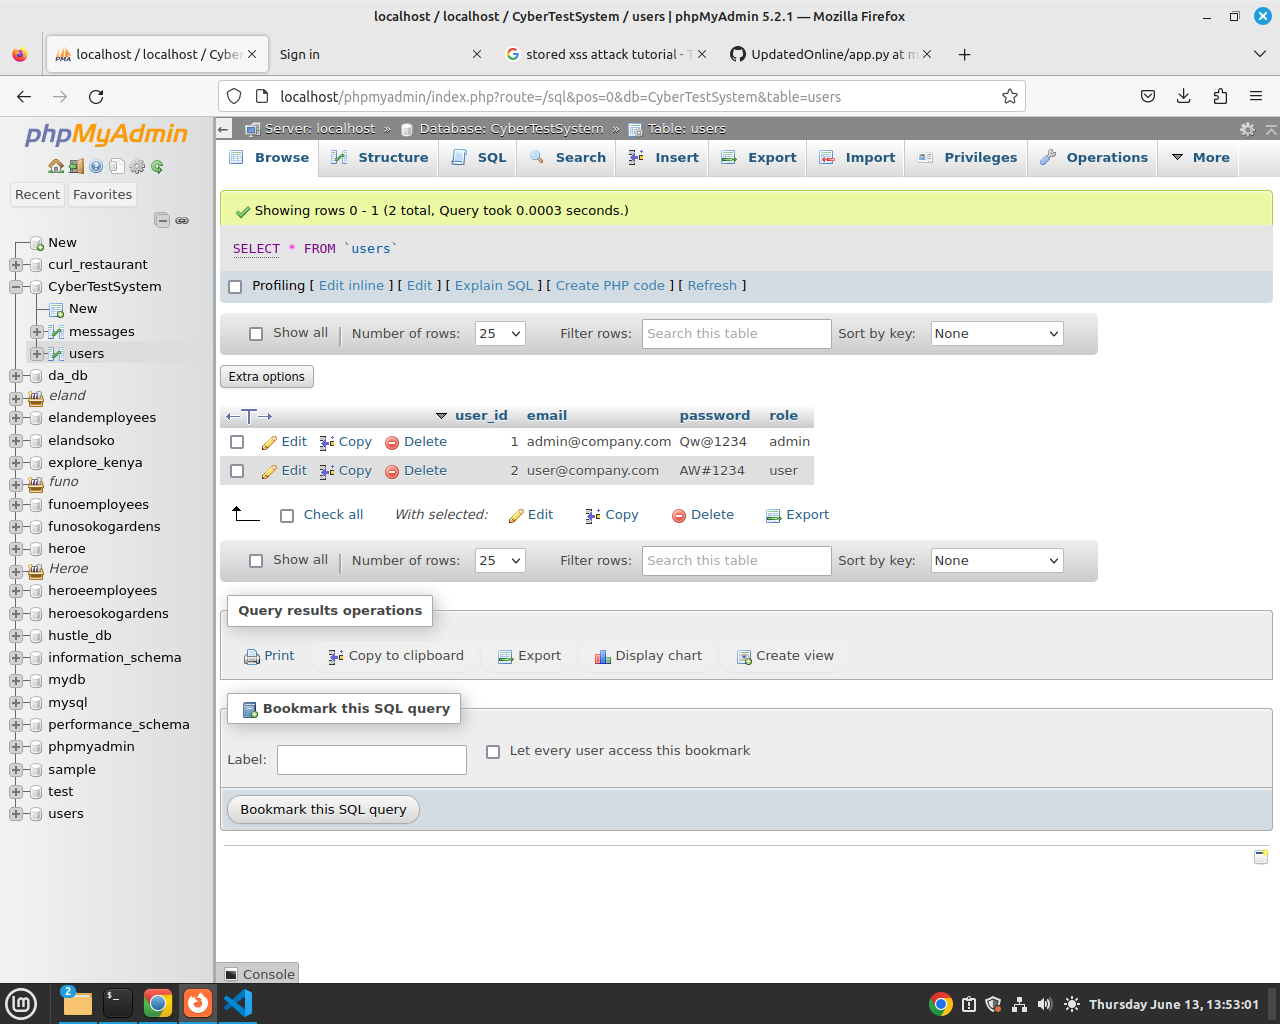 localhost / localhost / CyberTestSystem / users | phpMyAdmin 5.2.1 — Mozilla Firefox
localhost / localhost / Cybe
Sign in
stored xss attack tutorial -
UpdatedOnline/app.py at m
localhost/phpmyadmin/index.php?route=/sql&pos=0&db=CyberTestSystem&table=users
phpMyAdmin
Recent Favorites
New
curl_restaurant
CyberTestSystem
New
messages
users
da_db
eland
elandemployees
elandsoko
explore_kenya
funo
funoemployees
funosokogardens
heroe
Heroe
heroeemployees
heroesokogardens
hustle_db
information_schema
mydb
mysql
performance_schema
phpmyadmin
sample
test
users
Server: localhost » Database: CyberTestSystem » Table: users
Browse Structure SQL Search Insert Export Import Privileges Operations More
Showing rows 0 - 1 (2 total, Query took 0.0003 seconds.)
SELECT * FROM `users`
Profiling [ Edit inline ] [ Edit ] [ Explain SQL ] [ Create PHP code ] [ Refresh ]
Show all Number of rows: 25 Filter rows: Search this table Sort by key: None
Extra options
user_id email password role
Edit Copy Delete 1 admin@company.com Qw@1234 admin
Edit Copy Delete 2 user@company.com AW#1234 user
Check all With selected: Edit Copy Delete Export
Show all Number of rows: 25 Filter rows: Search this table Sort by key: None
Query results operations
Print Copy to clipboard Export Display chart Create view
Bookmark this SQL query
Label: Let every user access this bookmark
Bookmark this SQL query
Console
2
Thursday June 13, 13:53:01